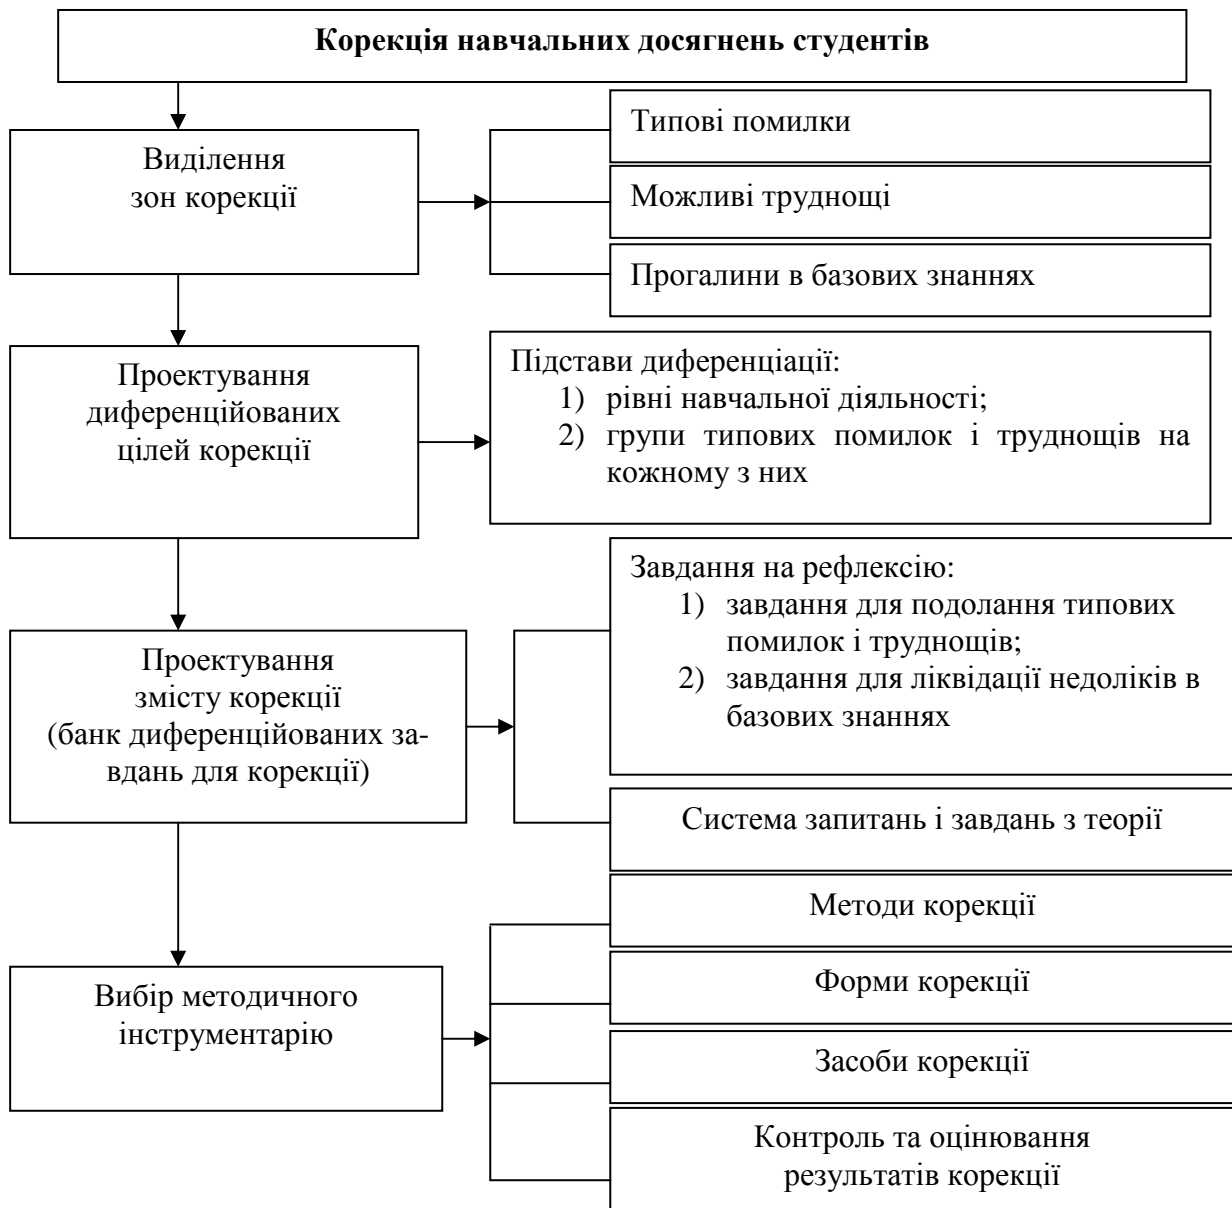 Корекція навчальних досягнень студентів
Виділення
зон корекції
Типові помилки
Можливі труднощі
Прогалини в базових знаннях
Проектування
диференційованих
цілей корекції
Підстави диференціації:
1) рівні навчальної діяльності;
2) групи типових помилок і труднощів на
кожному з них
Проектування
змісту корекції
(банк диференційованих за-
вдань для корекції)
Завдання на рефлексію:
1) завдання для подолання типових
помилок і труднощів;
2) завдання для ліквідації недоліків в
базових знаннях
Система запитань і завдань з теорії
Вибір методичного
інструментарію
Методи корекції
Форми корекції
Засоби корекції
Контроль та оцінювання
результатів корекції